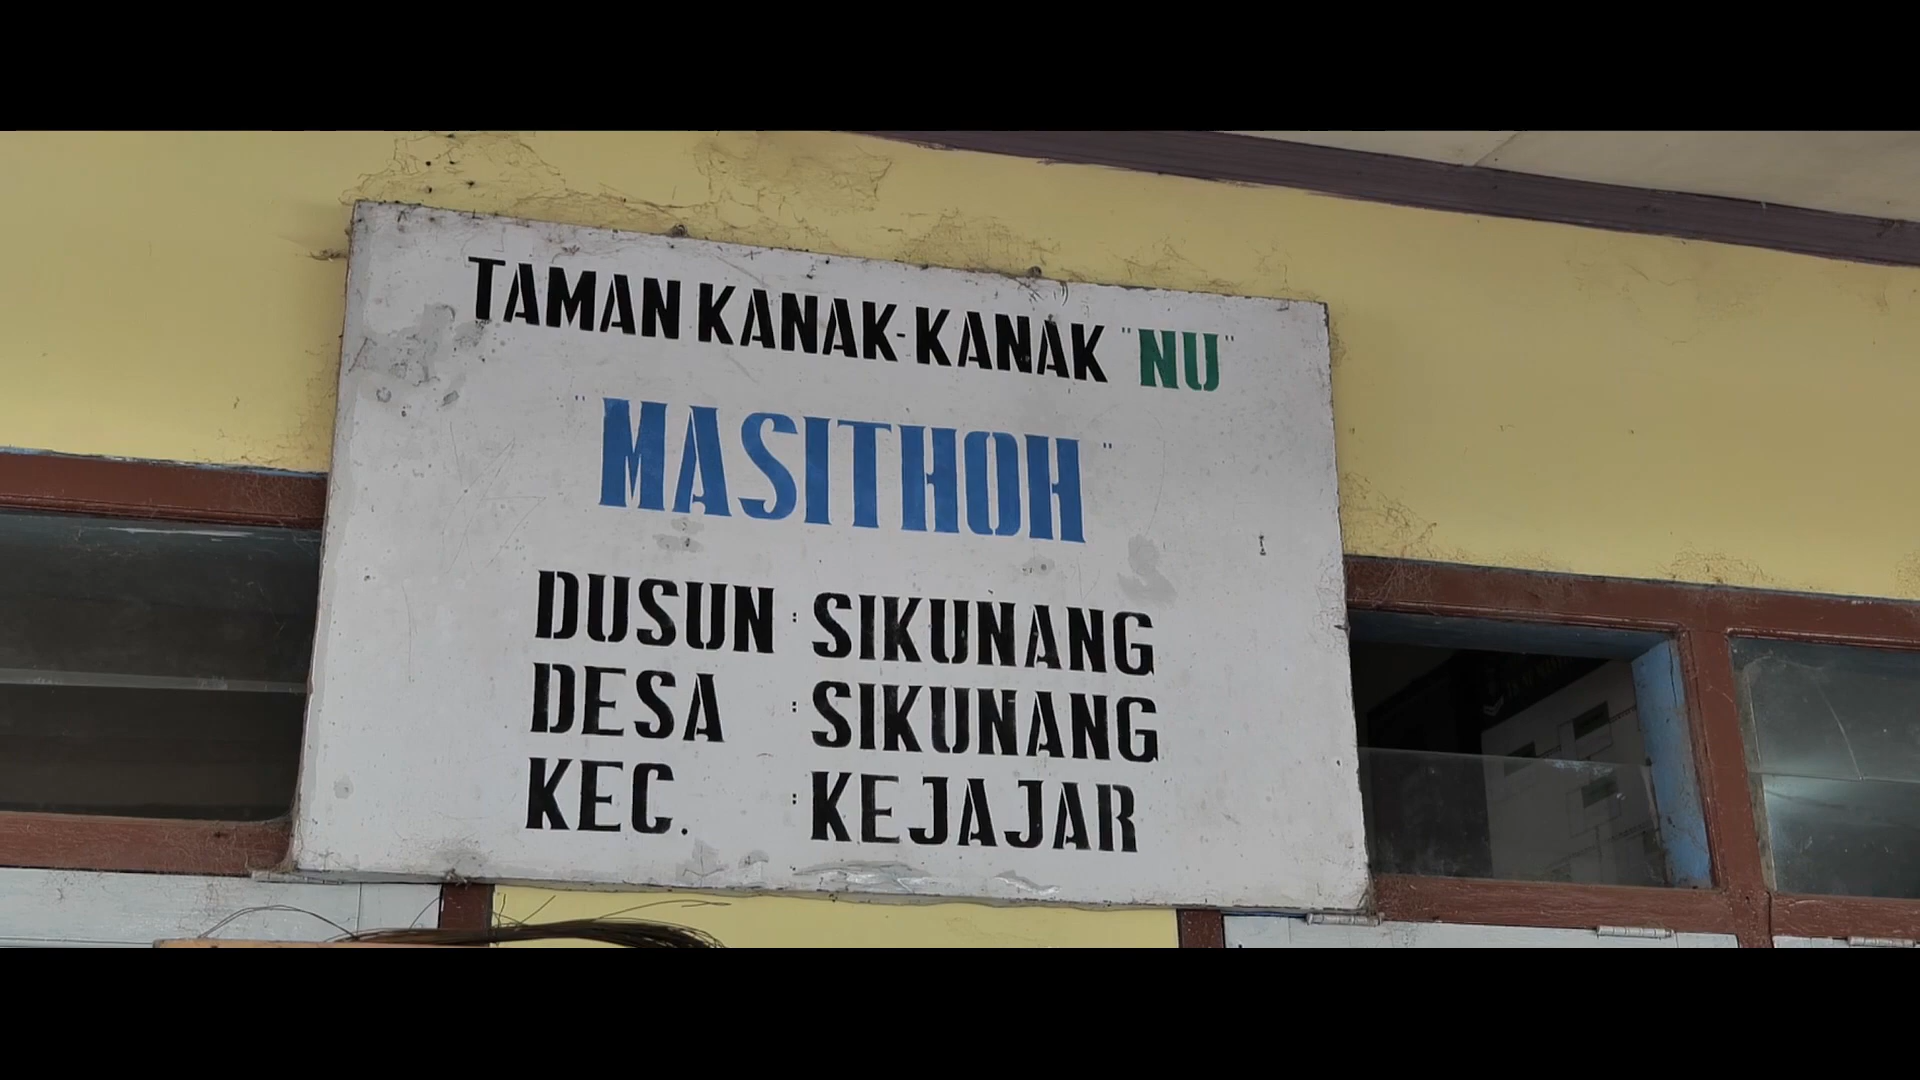 TAMAN KANAK-KANAK "NU"
"MASITHOH"
DUSUN : SIKUNANG
DESA : SIKUNANG
KEC. : KEJAJAR